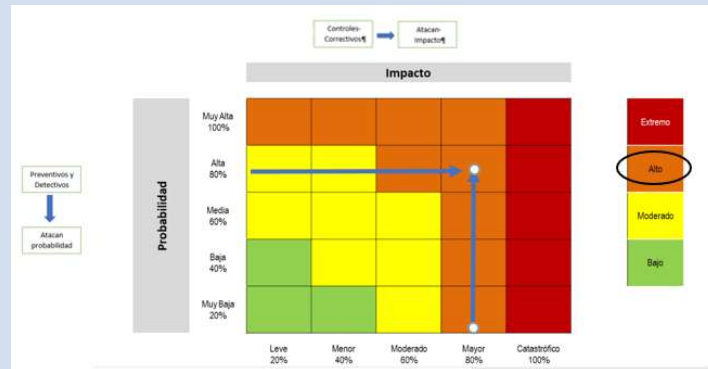 Controles-
Correctivos¶
Atacan-
Impacto¶
Impacto
Probabilidad
Preventivos y
Detectivos
Atacan
probabilidad
Muy Alta
100%
Alta
80%
Media
60%
Baja
40%
Muy Baja
20%
Leve
20%
Menor
40%
Moderado
60%
Mayor
80%
Catastrófico
100%
Extremo
Alto
Moderado
Bajo